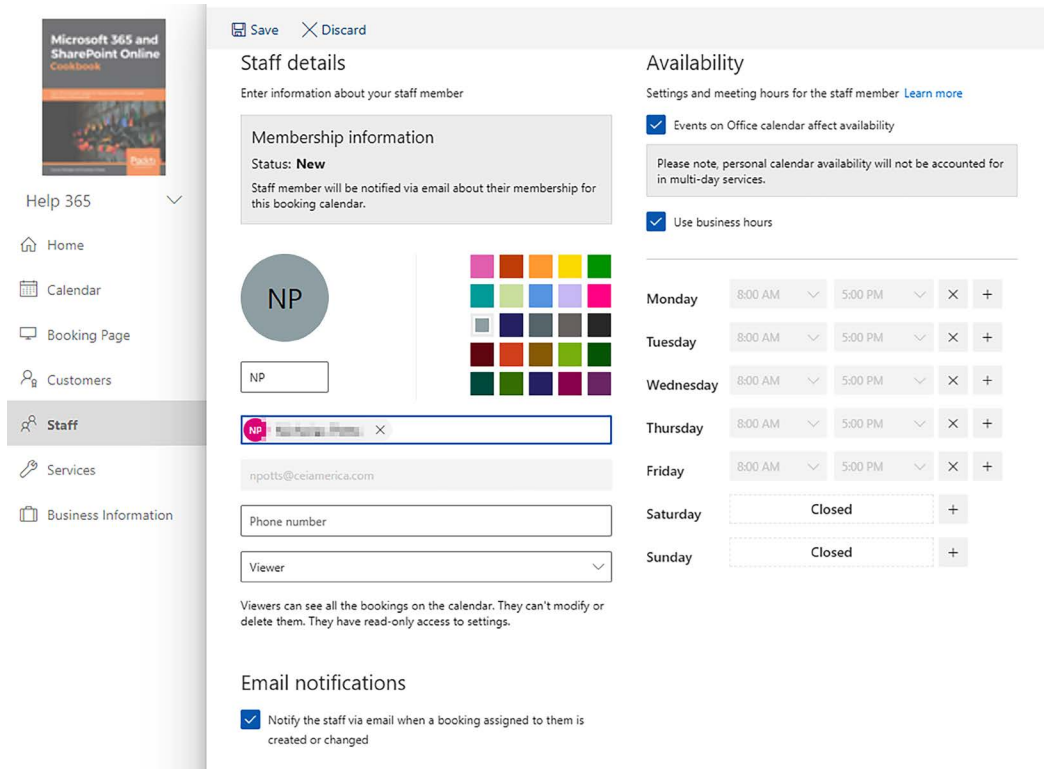 Microsoft 365 and
SharePoint Online
Cookbook
Packt
Help 365
Home
Calendar
Booking Page
Customers
Staff
Services
Business Information
Save
Discard
Staff details
Enter information about your staff member
Membership information
Status: New
Staff member will be notified via email about their membership for
this booking calendar.
NP
NP
NP
npotts@ceiamerica.com
Phone number
Viewer
Viewers can see all the bookings on the calendar. They can't modify or
delete them. They have read-only access to settings.
Email notifications
Notify the staff via email when a booking assigned to them is
created or changed
Availability
Settings and meeting hours for the staff member Learn more
Events on Office calendar affect availability
Please note, personal calendar availability will not be accounted for
in multi-day services.
Use business hours
Monday 8:00 AM 5:00 PM
Tuesday 8:00 AM 5:00 PM
Wednesday 8:00 AM 5:00 PM
Thursday 8:00 AM 5:00 PM
Friday 8:00 AM 5:00 PM
Saturday Closed
Sunday Closed